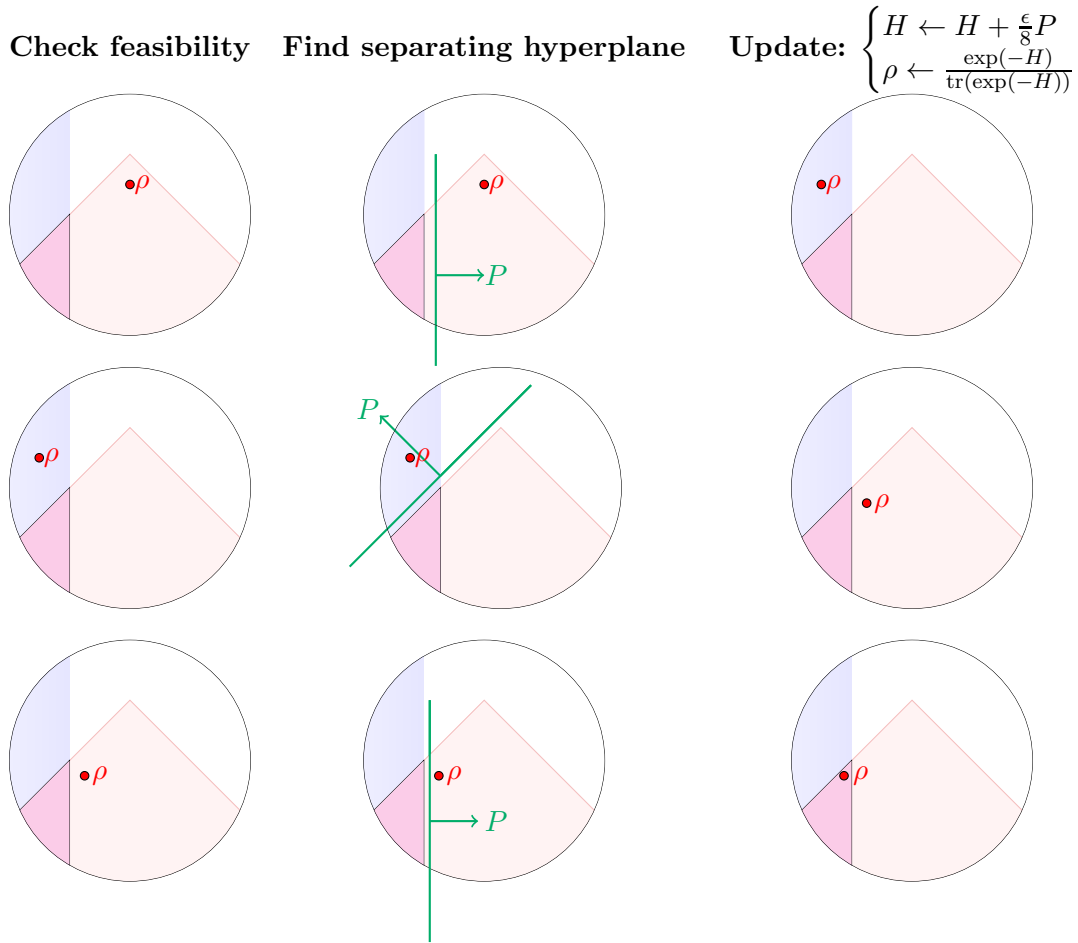 Check feasibility
Find separating hyperplane
Update: { H ← H + ϵ/8 P
ρ ← exp(−H)/tr(exp(−H))
ρ
ρ
P
ρ
ρ
P
ρ
ρ
ρ
ρ
P
ρ